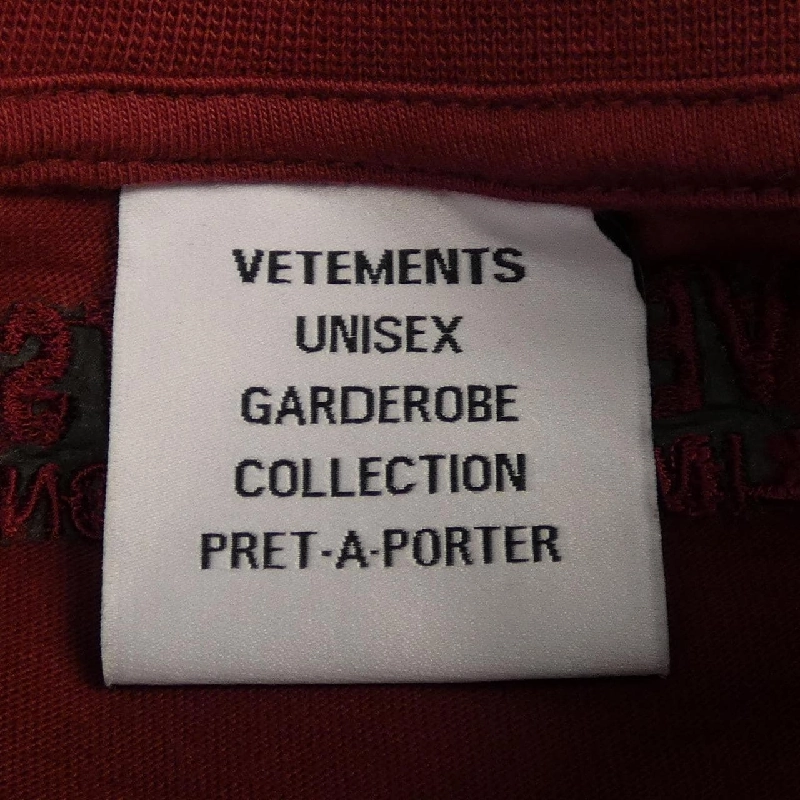 VETEMENTS
UNISEX
GARDEROBE
COLLECTION
PRET-A-PORTER